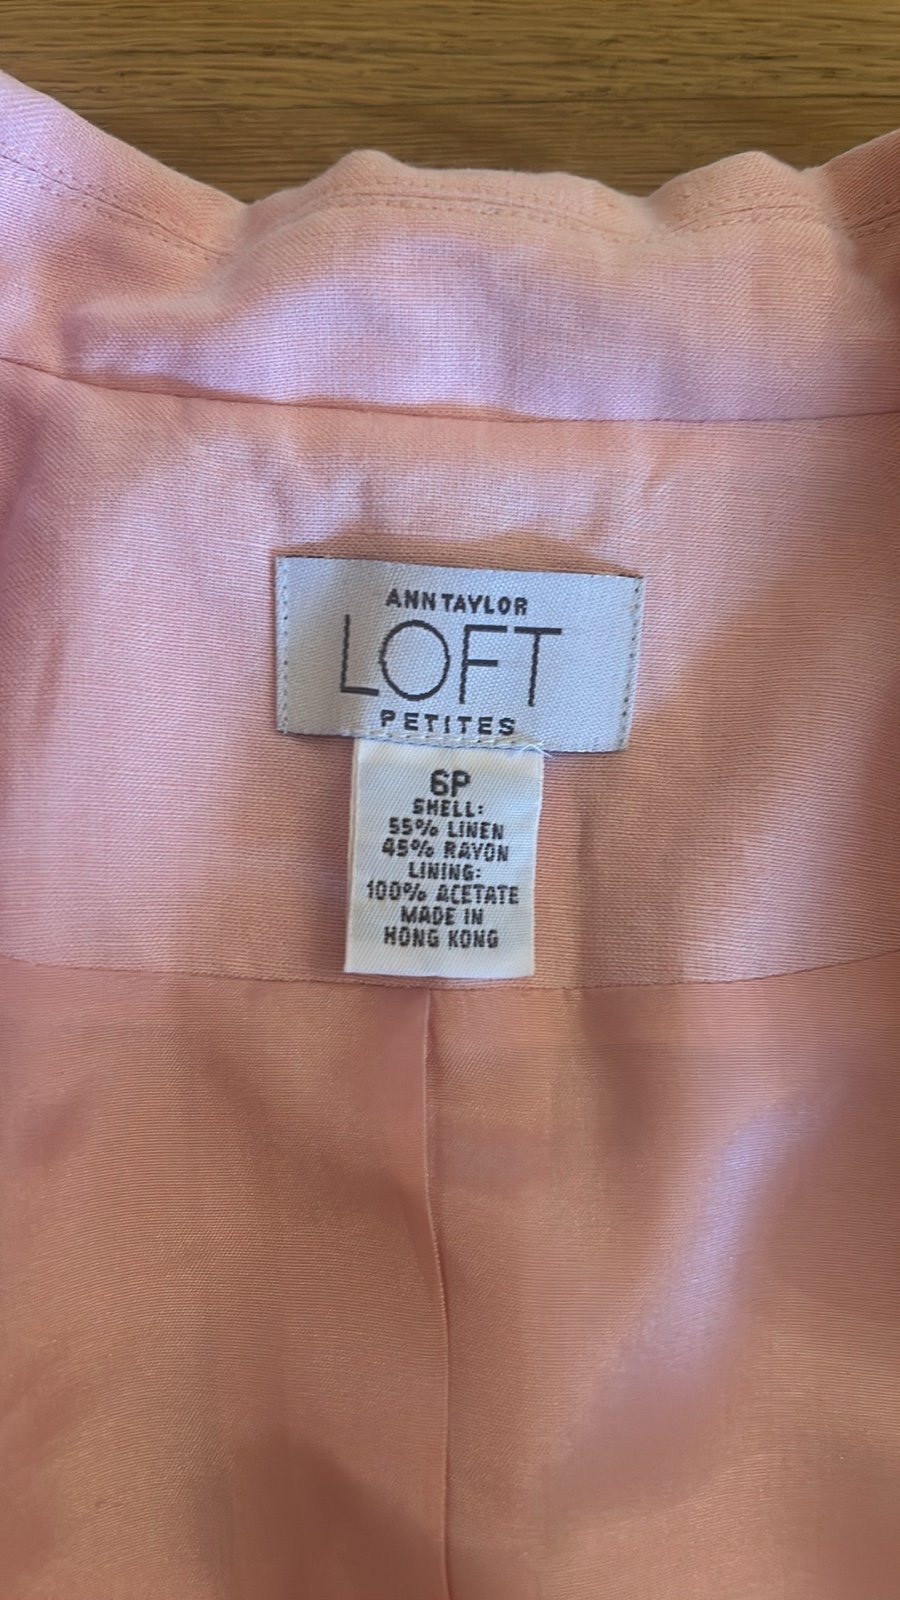 ANN TAYLOR
LOFT
PETITES
6P
SHELL:
55% LINEN
45% RAYON
LINING:
100% ACETATE
MADE IN
HONG KONG